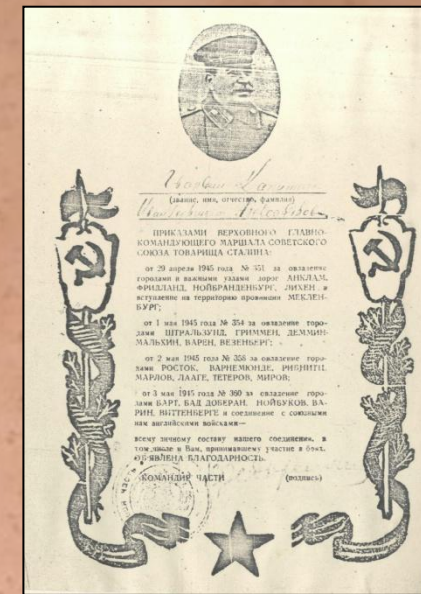 Гвардии
(звание, имя, отчество, фамилия)
ПРИКАЗАМИ ВЕРХОВНОГО ГЛАВНО-
КОМАНДУЮЩЕГО МАРШАЛА СОВЕТСКОГО
СОЮЗА ТОВАРИЩА СТАЛИНА:
от 29 апреля 1945 года № 351 за овладение
городами и важными узлами дорог АНКЛАМ,
ФРИДЛАНД, НОЙБРАНДЕНБУРГ, ЛИХЕН и
вступление на территорию провинции МЕКЛЕН-
БУРГ;
от 1 мая 1945 года № 354 за овладение горо-
дами ШТРАЛЬЗУНД, ГРИММЕН, ДЕММИН,
МАЛЬХИН, ВАРЕН, ВЕЗЕНБЕРГ;
от 2 мая 1945 года № 358 за овладение горо-
дами РОСТОК, ВАРНЕМЮНДЕ, РИБНИТЦ,
МАРЛОВ, ЛААГЕ, ТЕТЕРОВ, МИРОВ;
от 3 мая 1945 года № 360 за овладение горо-
дами БАРТ, БАД ДОБЕРАН, НОЙБУКОВ, ВА-
РИН, ВИТТЕНБЕРГЕ и соединение с союзными
нам английскими войсками—
всему личному составу нашего соединения, в
том числе и Вам, принимавшему участие в боях,
ОБ'ЯВЛЕНА БЛАГОДАРНОСТЬ.
КОМАНДИР ЧАСТИ (подпись)